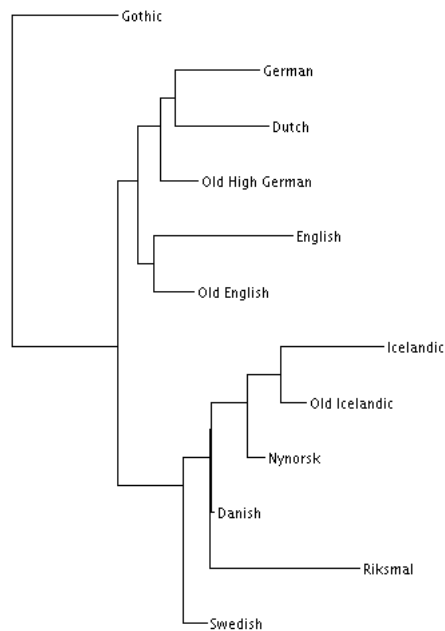 Gothic
German
Dutch
Old High German
English
Old English
Icelandic
Old Icelandic
Nynorsk
Danish
Riksmal
Swedish